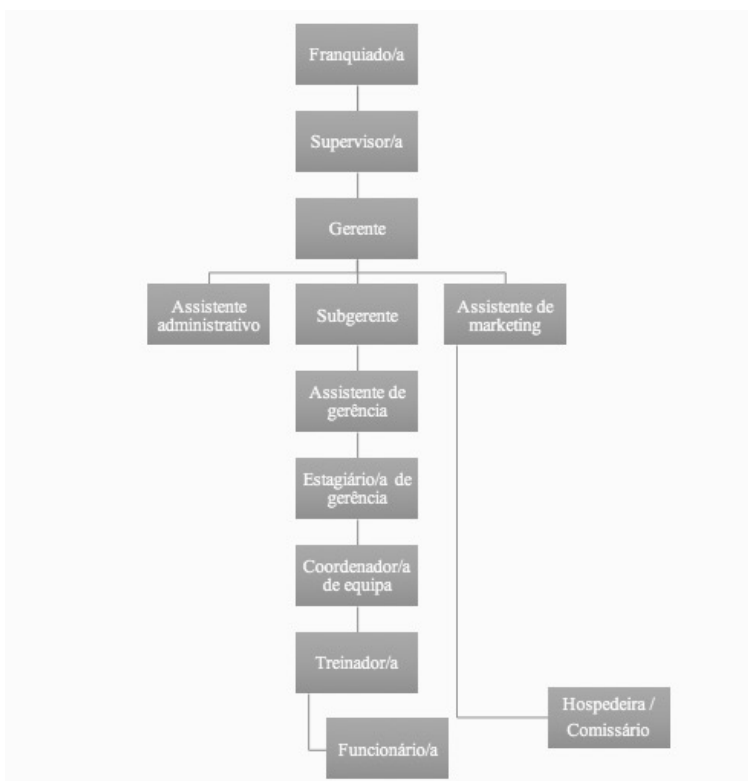 Franquiado/a
Supervisor/a
Gerente
Assistente
administrativo
Subgerente
Assistente de
marketing
Assistente de
gerência
Estagiário/a de
gerência
Coordenador/a
de equipa
Treinador/a
Hospedeira /
Comissário
Funcionário/a